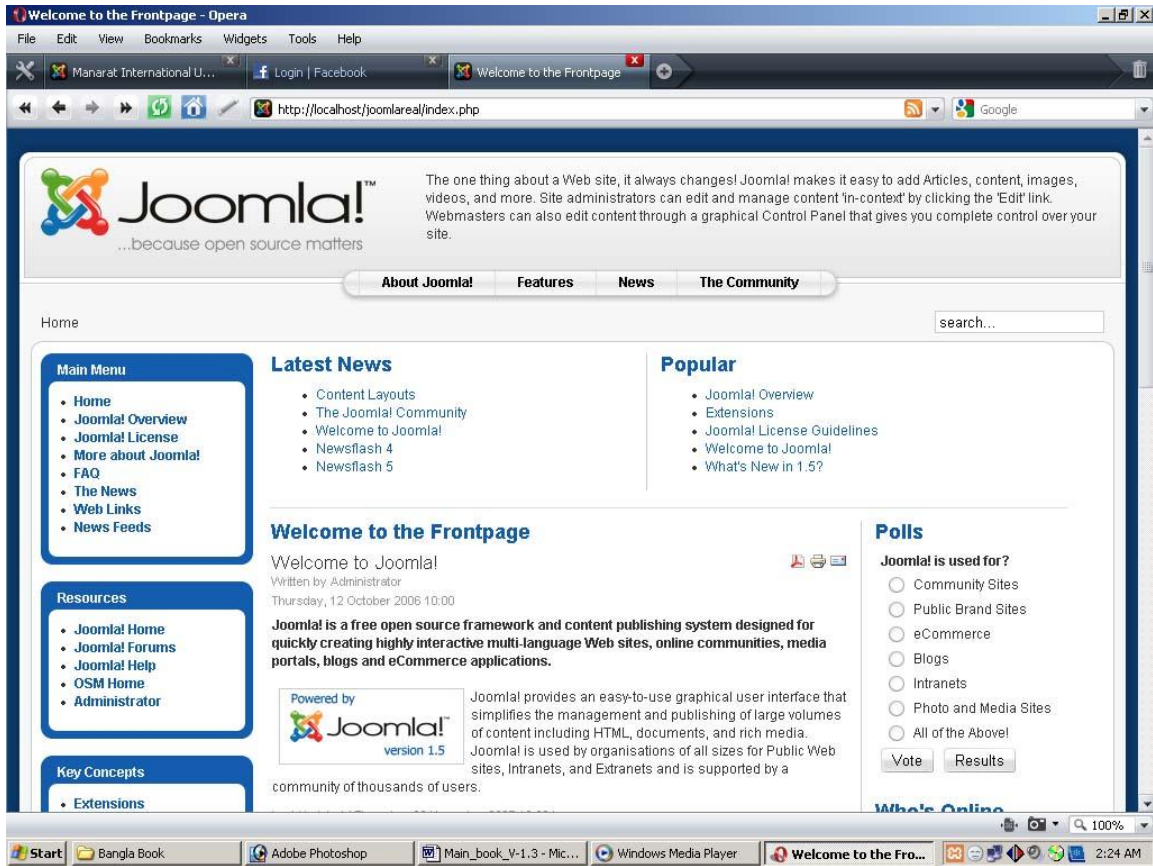 Welcome to the Frontpage - Opera
File Edit View Bookmarks Widgets Tools Help
Manarat International U... Login | Facebook Welcome to the Frontpage
http://localhost/joomlareal/index.php Google
Joomla!™
...because open source matters
The one thing about a Web site, it always changes! Joomla! makes it easy to add Articles, content, images,
videos, and more. Site administrators can edit and manage content 'in-context' by clicking the 'Edit' link.
Webmasters can also edit content through a graphical Control Panel that gives you complete control over your
site.
About Joomla! Features News The Community
Home search...
Main Menu
Home
Joomla! Overview
Joomla! License
More about Joomla!
FAQ
The News
Web Links
News Feeds
Resources
Joomla! Home
Joomla! Forums
Joomla! Help
OSM Home
Administrator
Key Concepts
Extensions
Latest News
Content Layouts
The Joomla! Community
Welcome to Joomla!
Newsflash 4
Newsflash 5
Popular
Joomla! Overview
Extensions
Joomla! License Guidelines
Welcome to Joomla!
What's New in 1.5?
Welcome to the Frontpage
Welcome to Joomla!
Written by Administrator
Thursday, 12 October 2006 10:00
Joomla! is a free open source framework and content publishing system designed for
quickly creating highly interactive multi-language Web sites, online communities, media
portals, blogs and eCommerce applications.
Powered by
Joomla!™
version 1.5
Joomla! provides an easy-to-use graphical user interface that
simplifies the management and publishing of large volumes
of content including HTML, documents, and rich media.
Joomla! is used by organisations of all sizes for Public Web
sites, Intranets, and Extranets and is supported by a
community of thousands of users.
Polls
Joomla! is used for?
Community Sites
Public Brand Sites
eCommerce
Blogs
Intranets
Photo and Media Sites
All of the Above!
Vote Results
Who's Online
100%
Start Bangla Book Adobe Photoshop Main_book_V-1.3 - Mic... Windows Media Player Welcome to the Fro... 2:24 AM